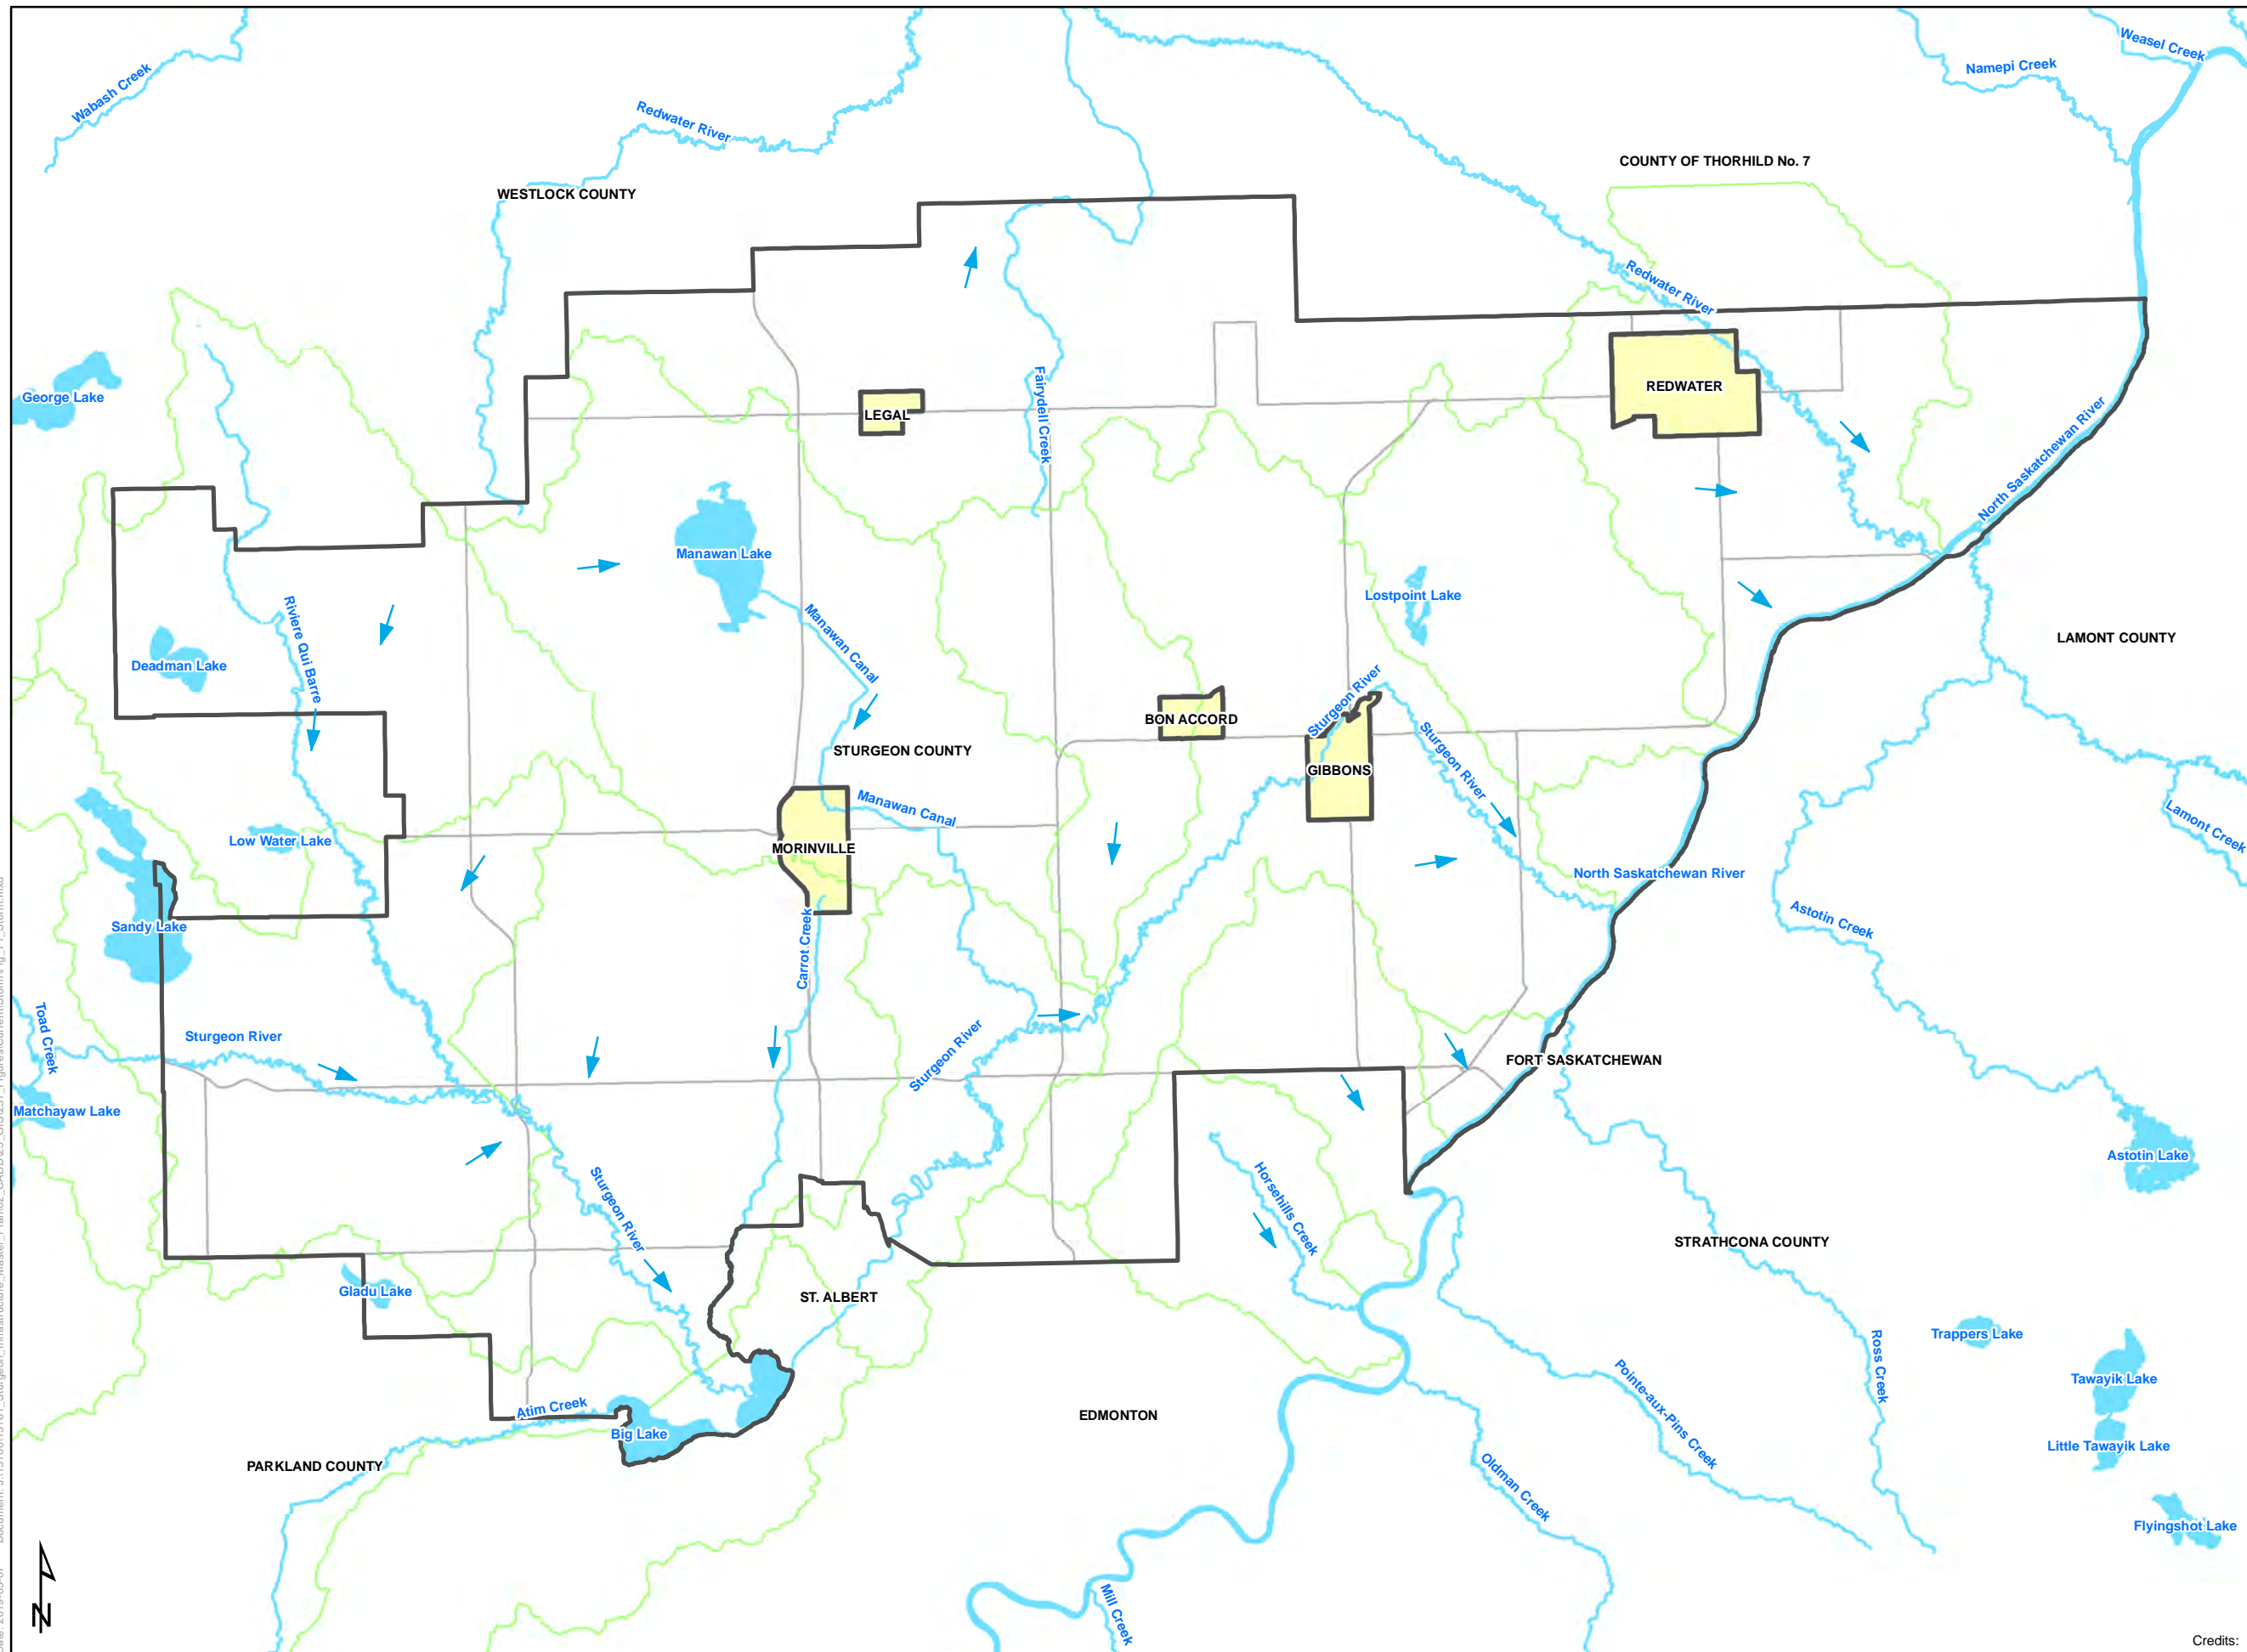 Weasel Creek
Namepi Creek
Wabash Creek
Redwater River
COUNTY OF THORHILD No. 7
WESTLOCK COUNTY
Redwater River
George Lake
Fairydell Creek
LEGAL
REDWATER
North Saskatchewan River
Manawan Lake
Lostpoint Lake
Riviere Qui Barre
Manawan Canal
LAMONT COUNTY
Deadman Lake
Sturgeon River
BON ACCORD
STURGEON COUNTY
Sturgeon River
GIBBONS
Manawan Canal
Lamont Creek
Low Water Lake
MORINVILLE
North Saskatchewan River
Astotin Creek
Sandy Lake
Carrot Creek
Toad Creek
Sturgeon River
Sturgeon River
FORT SASKATCHEWAN
Matchayaw Lake
Astotin Lake
Sturgeon River
Horsehills Creek
STRATHCONA COUNTY
Gladu Lake
ST. ALBERT
Trappers Lake
Ross Creek
Tawayik Lake
Pointe-aux-Pins Creek
Atim Creek
EDMONTON
Big Lake
Little Tawayik Lake
PARKLAND COUNTY
Oldman Creek
Flyingshot Lake
Mill Creek
N
Credits: